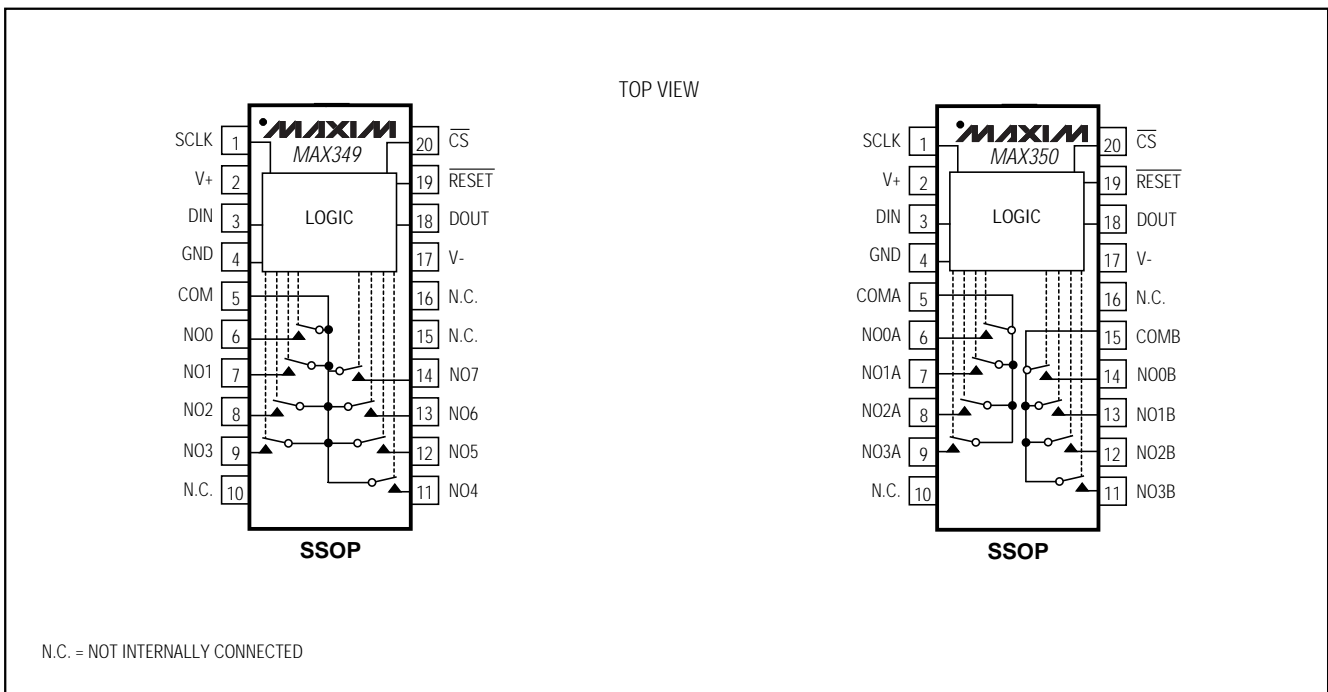 TOP VIEW
MAXIM
MAX349
SCLK 1
V+ 2
DIN 3
GND 4
COM 5
NO0 6
NO1 7
NO2 8
NO3 9
N.C. 10
20 CS
19 RESET
18 DOUT
17 V-
16 N.C.
15 N.C.
14 NO7
13 NO6
12 NO5
11 NO4
LOGIC
SSOP
MAXIM
MAX350
SCLK 1
V+ 2
DIN 3
GND 4
COMA 5
NO0A 6
NO1A 7
NO2A 8
NO3A 9
N.C. 10
20 CS
19 RESET
18 DOUT
17 V-
16 N.C.
15 COMB
14 NO0B
13 NO1B
12 NO2B
11 NO3B
LOGIC
SSOP
N.C. = NOT INTERNALLY CONNECTED